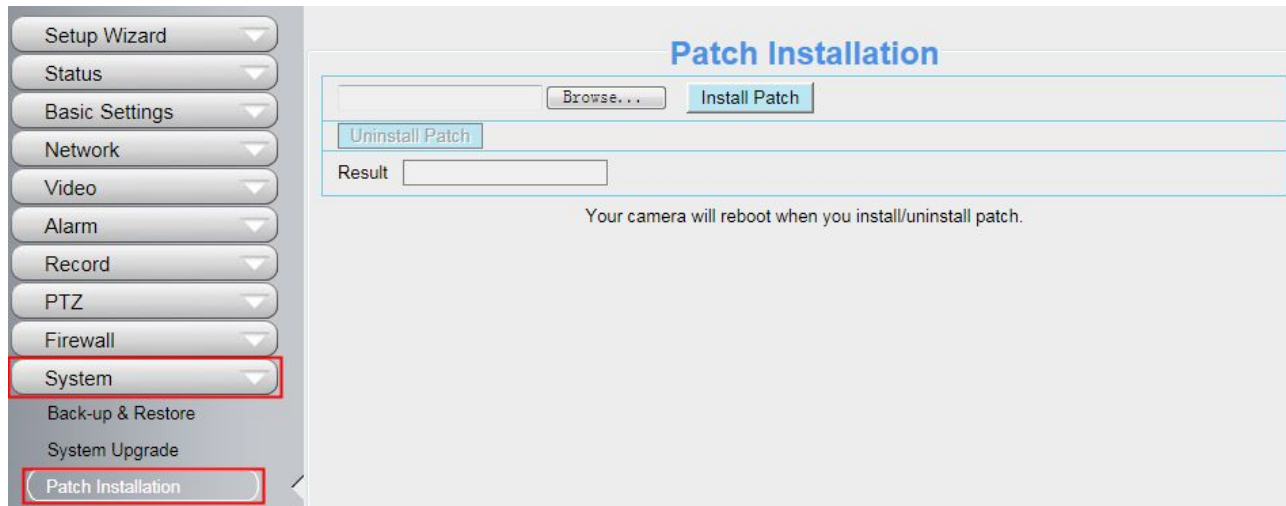 Setup Wizard
Status
Basic Settings
Network
Video
Alarm
Record
PTZ
Firewall
System
Back-up & Restore
System Upgrade
Patch Installation
Patch Installation
Browse... Install Patch
Uninstall Patch
Result
Your camera will reboot when you install/uninstall patch.